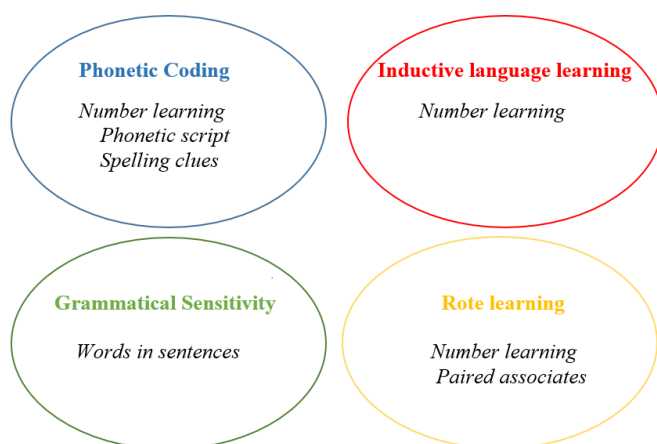 Phonetic Coding
Number learning
Phonetic script
Spelling clues
Inductive language learning
Number learning
Grammatical Sensitivity
Words in sentences
Rote learning
Number learning
Paired associates